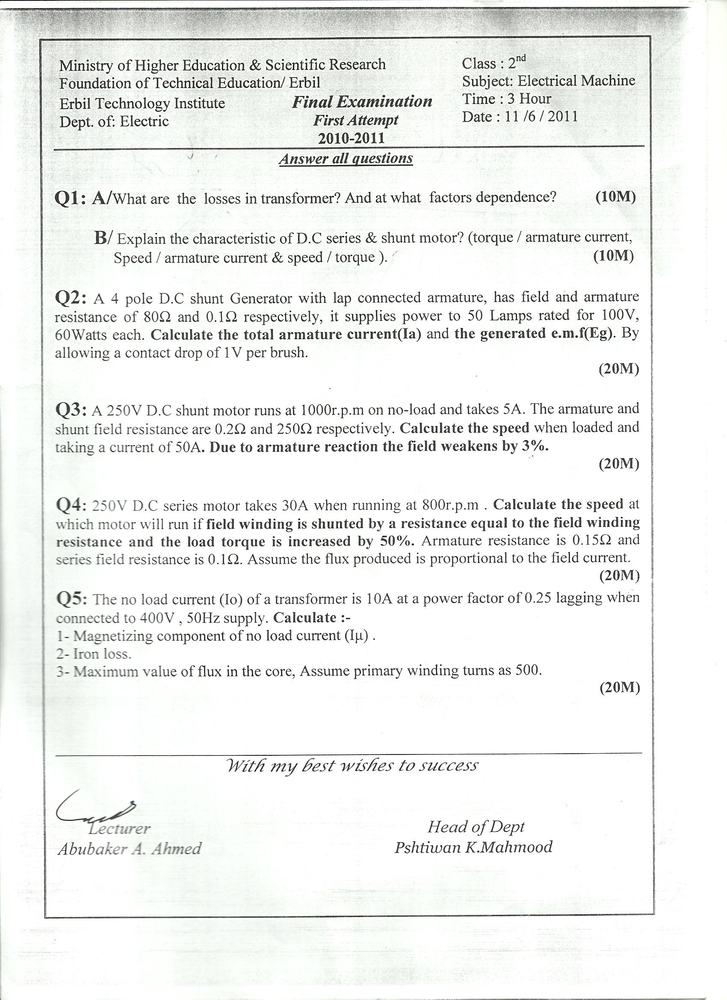 Ministry of Higher Education & Scientific Research
Foundation of Technical Education/ Erbil
Erbil Technology Institute
Dept. of: Electric
Final Examination
First Attempt
2010-2011
Class : 2nd
Subject: Electrical Machine
Time : 3 Hour
Date : 11 /6 / 2011
Answer all questions
Q1: A/What are the losses in transformer? And at what factors dependence? (10M)
B/ Explain the characteristic of D.C series & shunt motor? (torque / armature current,
Speed / armature current & speed / torque ). (10M)
Q2: A 4 pole D.C shunt Generator with lap connected armature, has field and armature
resistance of 80Ω and 0.1Ω respectively, it supplies power to 50 Lamps rated for 100V,
60Watts each. Calculate the total armature current(Ia) and the generated e.m.f(Eg). By
allowing a contact drop of 1V per brush.
(20M)
Q3: A 250V D.C shunt motor runs at 1000r.p.m on no-load and takes 5A. The armature and
shunt field resistance are 0.2Ω and 250Ω respectively. Calculate the speed when loaded and
taking a current of 50A. Due to armature reaction the field weakens by 3%.
(20M)
Q4: 250V D.C series motor takes 30A when running at 800r.p.m . Calculate the speed at
which motor will run if field winding is shunted by a resistance equal to the field winding
resistance and the load torque is increased by 50%. Armature resistance is 0.15Ω and
series field resistance is 0.1Ω. Assume the flux produced is proportional to the field current.
(20M)
Q5: The no load current (Io) of a transformer is 10A at a power factor of 0.25 lagging when
connected to 400V , 50Hz supply. Calculate :-
1- Magnetizing component of no load current (Iμ) .
2- Iron loss.
3- Maximum value of flux in the core, Assume primary winding turns as 500.
(20M)
With my best wishes to success
Lecturer
Abubaker A. Ahmed
Head of Dept
Pshtiwan K.Mahmood